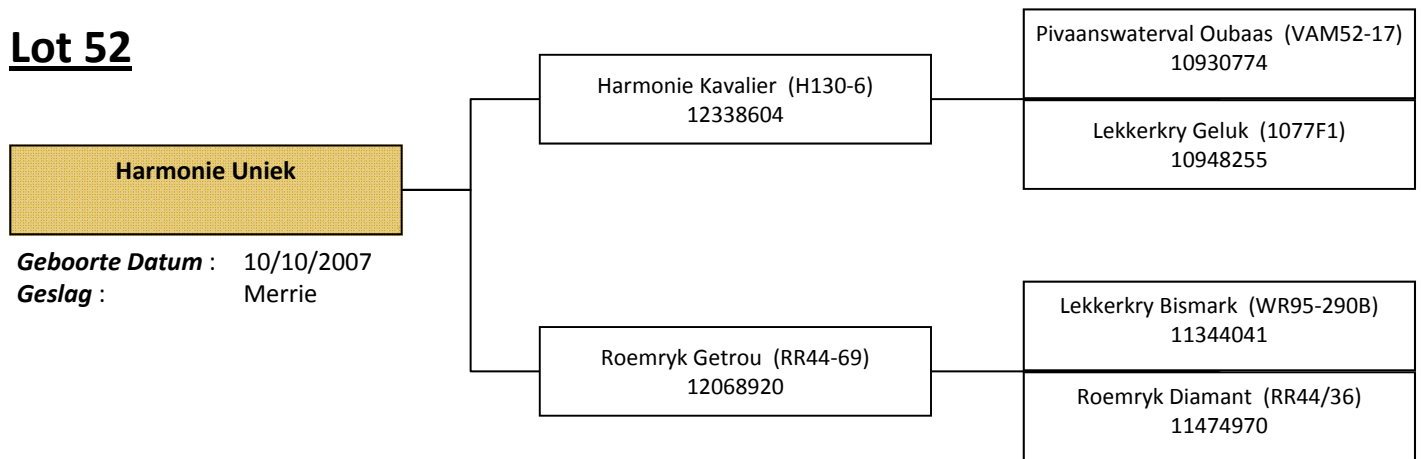 Lot 52
Harmonie Uniek
Geboorte Datum : 10/10/2007
Geslag : Merrie
Harmonie Kavalier (H130-6)
12338604
Roemryk Getrou (RR44-69)
12068920
Pivaanswaterval Oubaas (VAM52-17)
10930774
Lekkerkry Geluk (1077F1)
10948255
Lekkerkry Bismark (WR95-290B)
11344041
Roemryk Diamant (RR44/36)
11474970